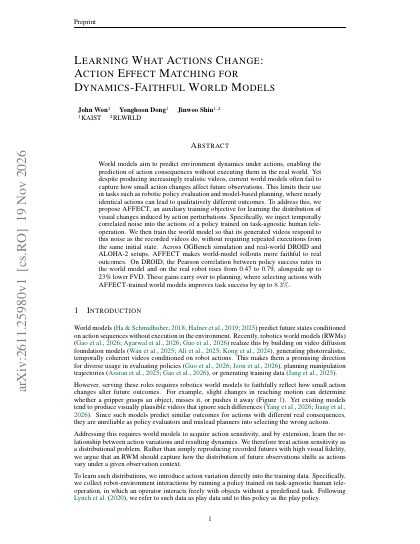 Preprint
LEARNING WHAT ACTIONS CHANGE:
ACTION EFFECT MATCHING FOR
DYNAMICS-FAITHFUL WORLD MODELS
John Won¹ Yonghoon Dong¹ Jinwoo Shin¹,²
¹KAIST ²RLWRLD
ABSTRACT
World models aim to predict environment dynamics under actions, enabling the
prediction of action consequences without executing them in the real world. Yet
despite producing increasingly realistic videos, current world models often fail to
capture how small action changes affect future observations. This limits their use
in tasks such as robotic policy evaluation and model-based planning, where nearly
identical actions can lead to qualitatively different outcomes. To address this, we
propose AFFECT, an auxiliary training objective for learning the distribution of
visual changes induced by action perturbations. Specifically, we inject temporally
correlated noise into the actions of a policy trained on task-agnostic human tele-
operation. We then train the world model so that its generated videos respond to
this noise as the recorded videos do, without requiring repeated executions from
the same initial state. Across OGBench simulation and real-world DROID and
ALOHA-2 setups, AFFECT makes world-model rollouts more faithful to real
outcomes. On DROID, the Pearson correlation between policy success rates in
the world model and on the real robot rises from 0.47 to 0.79, alongside up to
23% lower FVD. These gains carry over to planning, where selecting actions with
AFFECT-trained world models improves task success by up to 8.3%.
1 INTRODUCTION
World models (Ha & Schmidhuber, 2018; Hafner et al., 2019; 2025) predict future states conditioned
on action sequences without execution in the environment. Recently, robotics world models (RWMs)
(Gao et al., 2026; Agarwal et al., 2026; Guo et al., 2026) realize this by building on video diffusion
foundation models (Wan et al., 2025; Ali et al., 2025; Kong et al., 2024), generating photorealistic,
temporally coherent videos conditioned on robot actions. This makes them a promising direction
for diverse usage in evaluating policies (Guo et al., 2026; Jeon et al., 2026), planning manipulation
trajectories (Assran et al., 2025; Gao et al., 2026), or generating training data (Jang et al., 2025).
However, serving these roles requires robotics world models to faithfully reflect how small action
changes alter future outcomes. For example, slight changes in reaching motion can determine
whether a gripper grasps an object, misses it, or pushes it away (Figure 1). Yet existing models
tend to produce visually plausible videos that ignore such differences (Yang et al., 2026; Jiang et al.,
2026). Since such models predict similar outcomes for actions with different real consequences,
they are unreliable as policy evaluators and mislead planners into selecting the wrong actions.
Addressing this requires world models to acquire action sensitivity, and by extension, learn the re-
lationship between action variations and resulting dynamics. We therefore treat action sensitivity as
a distributional problem. Rather than simply reproducing recorded futures with high visual fidelity,
we argue that an RWM should capture how the distribution of future observations shifts as actions
vary under a given observation context.
To learn such distributions, we introduce action variation directly into the training data. Specifically,
we collect robot-environment interactions by running a policy trained on task-agnostic human tele-
operation, in which an operator interacts freely with objects without a predefined task. Following
Lynch et al. (2020), we refer to such data as play data and to this policy as the play policy.
1
arXiv:2611.25980v1 [cs.RO] 19 Nov 2026